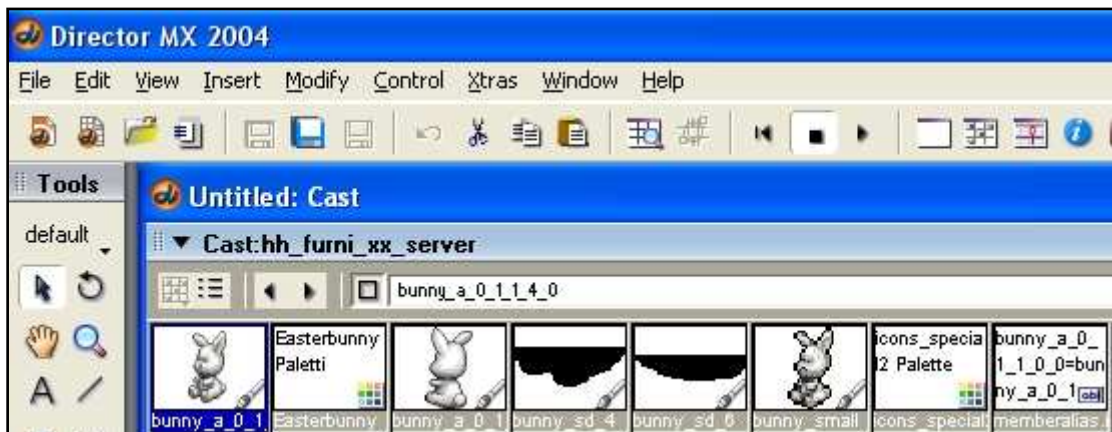 Director MX 2004
File Edit View Insert Modify Control Xtras Window Help
Tools
Untitled: Cast
default
Cast:hh_furni_xx_server
bunny_a_0_1_1_4_0
Easterbunny
Paletti
icons_specia
l2 Palette
bunny_a_0_
1_1_0_0=bun
ny_a_0_1
obj
bunny_a_0_1 Easterbunny bunny_a_0_1 bunny_sd_4 bunny_sd_6 bunny_small icons_special memberalias.
A